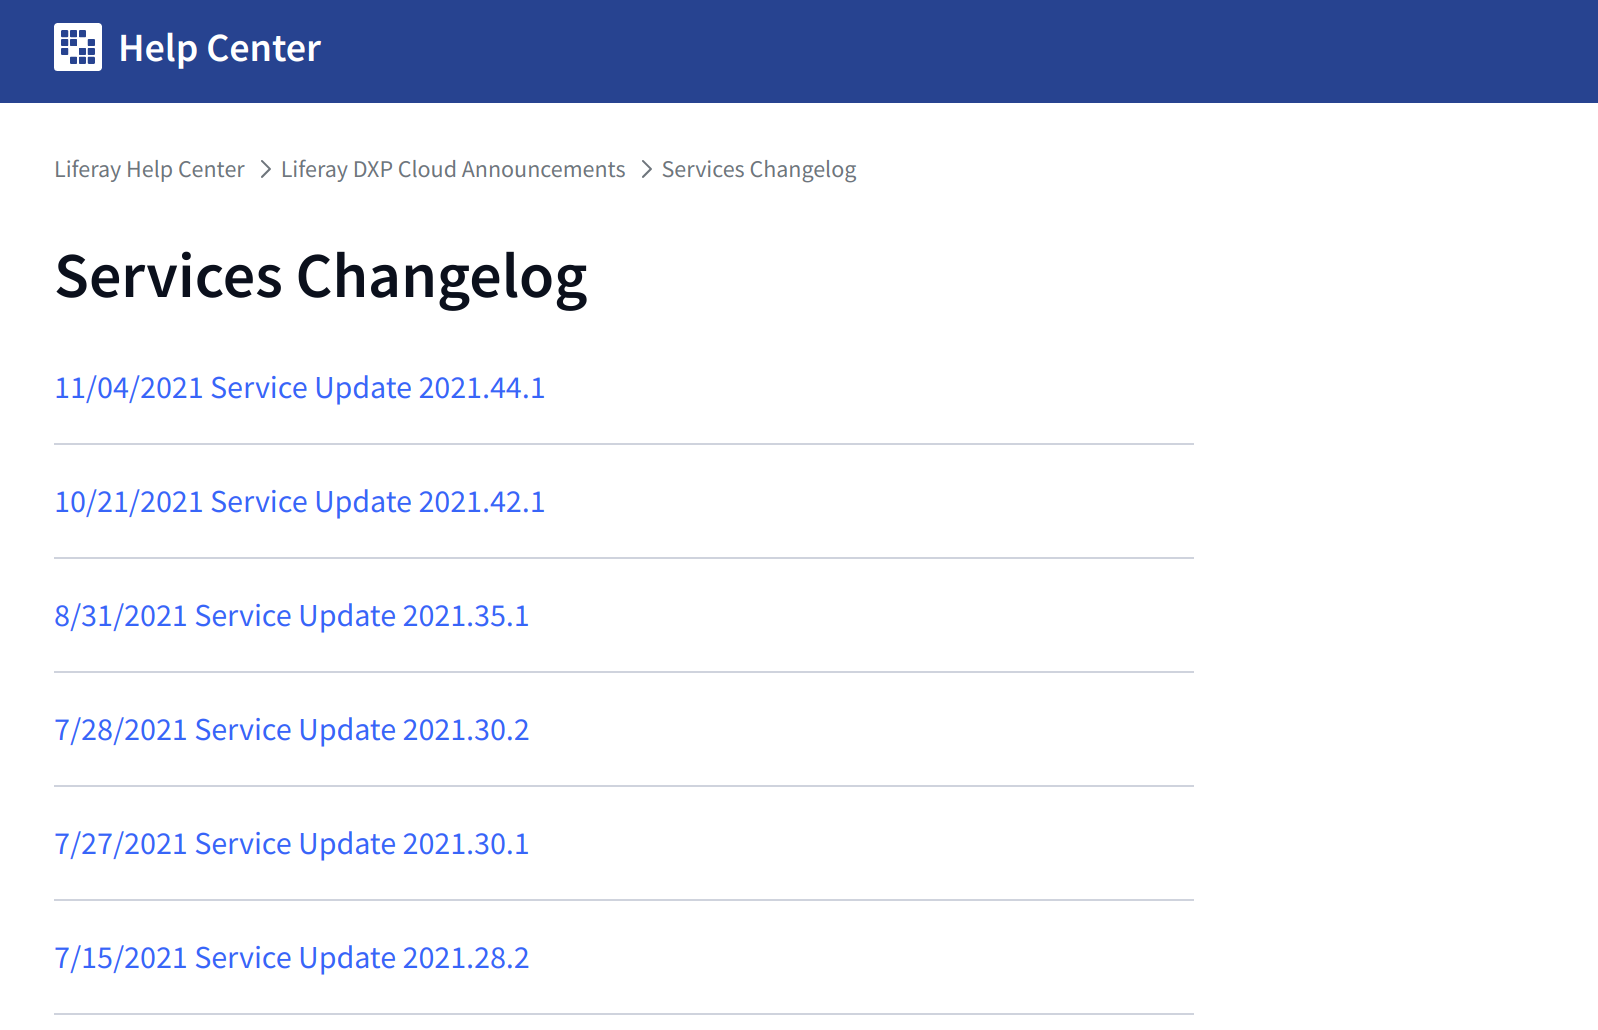 Help Center
Liferay Help Center > Liferay DXP Cloud Announcements > Services Changelog
Services Changelog
11/04/2021 Service Update 2021.44.1
10/21/2021 Service Update 2021.42.1
8/31/2021 Service Update 2021.35.1
7/28/2021 Service Update 2021.30.2
7/27/2021 Service Update 2021.30.1
7/15/2021 Service Update 2021.28.2